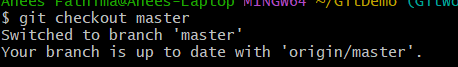 Anees Fathima@Anees-Laptop MINGW64 ~/GitDemo (GitWo
$ git checkout master
Switched to branch 'master'
Your branch is up to date with 'origin/master'.